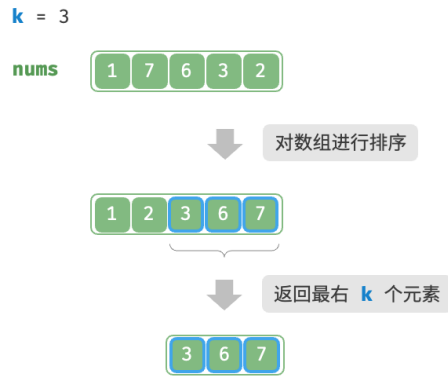 k = 3
nums 1 7 6 3 2
对数组进行排序
1 2 3 6 7
返回最右 k 个元素
3 6 7